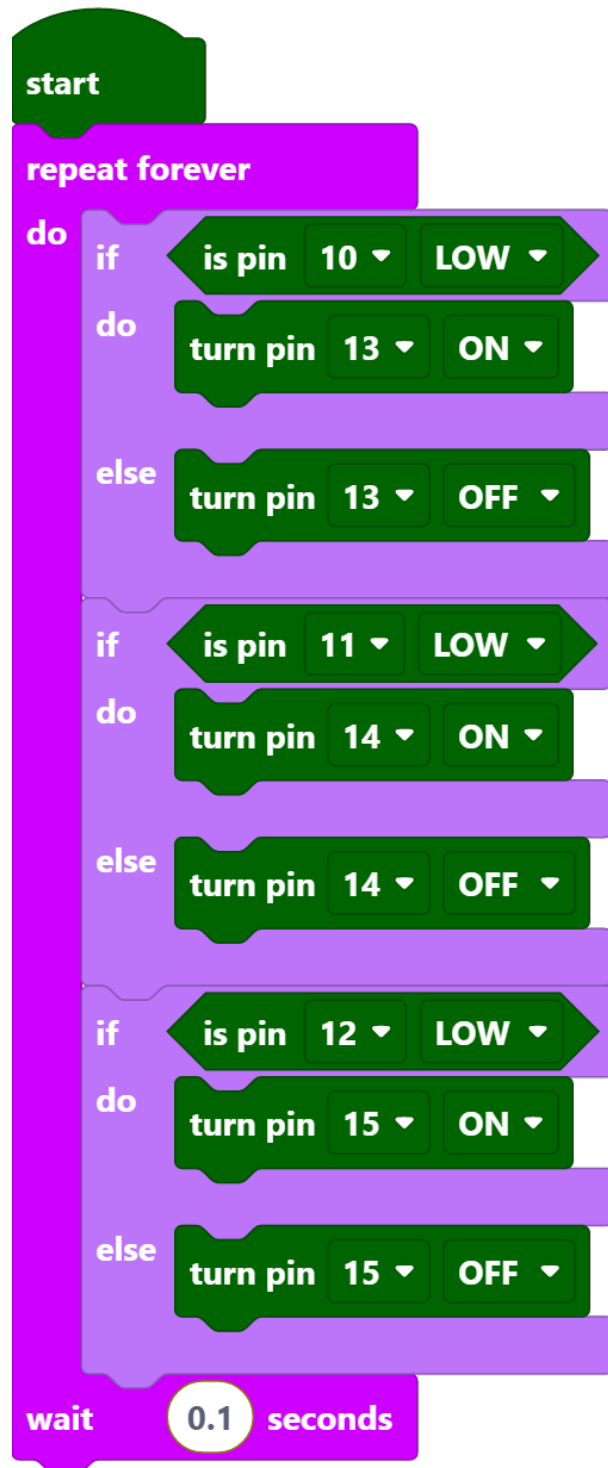 start
repeat forever
do if is pin 10 LOW
do turn pin 13 ON
else turn pin 13 OFF
if is pin 11 LOW
do turn pin 14 ON
else turn pin 14 OFF
if is pin 12 LOW
do turn pin 15 ON
else turn pin 15 OFF
wait 0.1 seconds